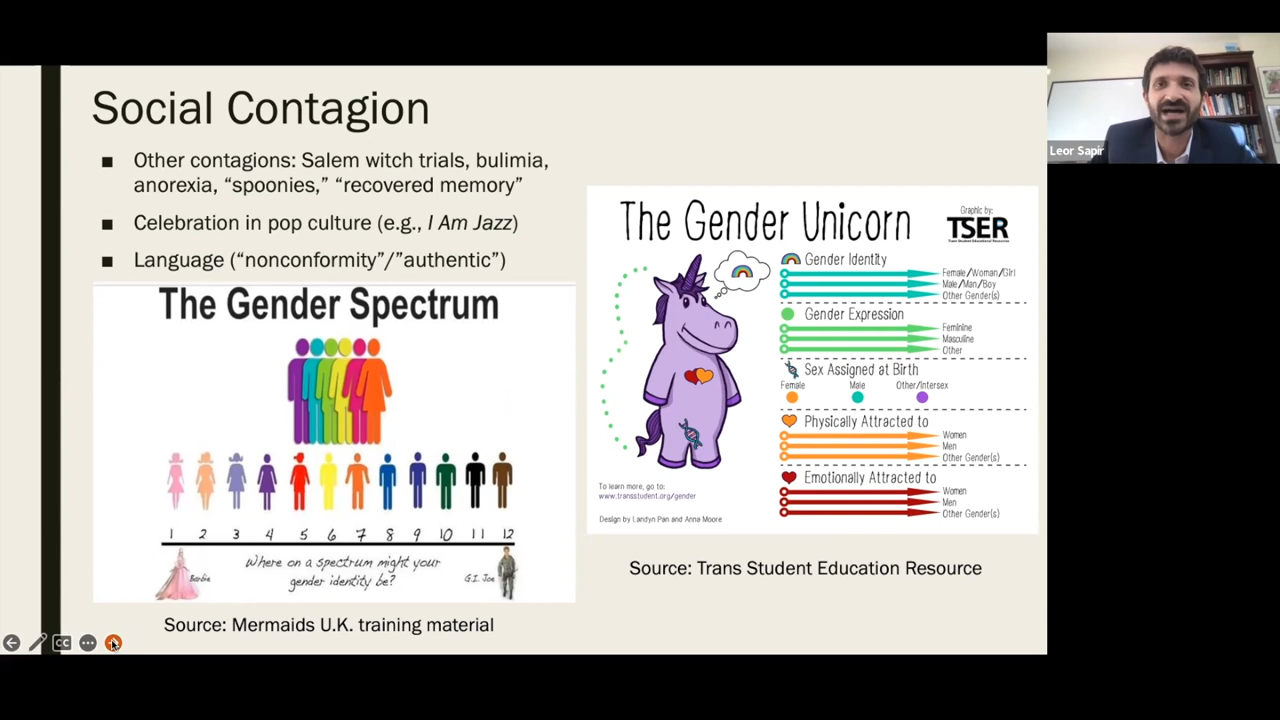 Social Contagion
■ Other contagions: Salem witch trials, bulimia,
anorexia, “spoonies,” “recovered memory”
■ Celebration in pop culture (e.g., I Am Jazz)
■ Language (“nonconformity”/”authentic”)
The Gender Spectrum
1 2 3 4 5 6 7 8 9 10 11 12
Barbie
Where on a spectrum might your
gender identity be?
G.I. Joe
Source: Mermaids U.K. training material
The Gender Unicorn
Graphic by:
TSER
Trans Student Educational Resources
Gender Identity
Female/Woman/Girl
Male/Man/Boy
Other Gender(s)
Gender Expression
Feminine
Masculine
Other
Sex Assigned at Birth
Female Male Other/Intersex
Physically Attracted to
Women
Men
Other Gender(s)
Emotionally Attracted to
Women
Men
Other Gender(s)
To learn more, go to:
www.transstudent.org/gender
Design by Landyn Pan and Anna Moore
Source: Trans Student Education Resource
Leor Sapir
CC